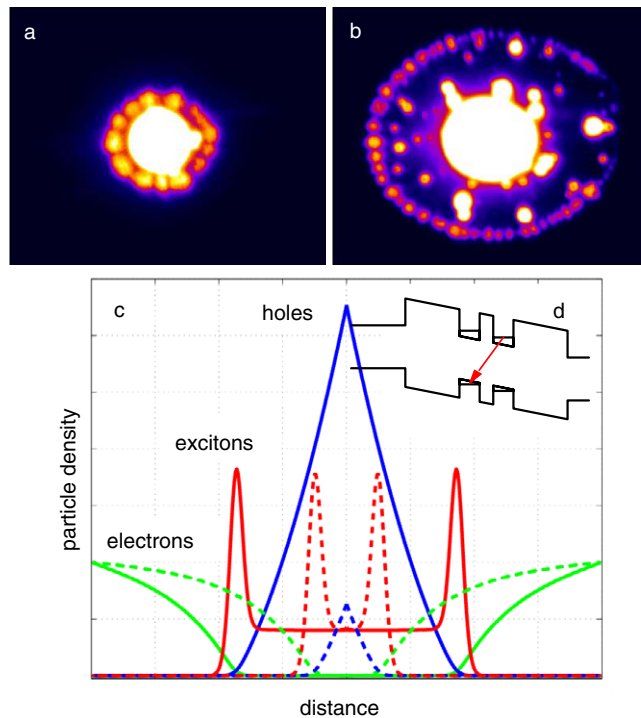 a
b
c
holes
d
excitons
electrons
particle density
distance